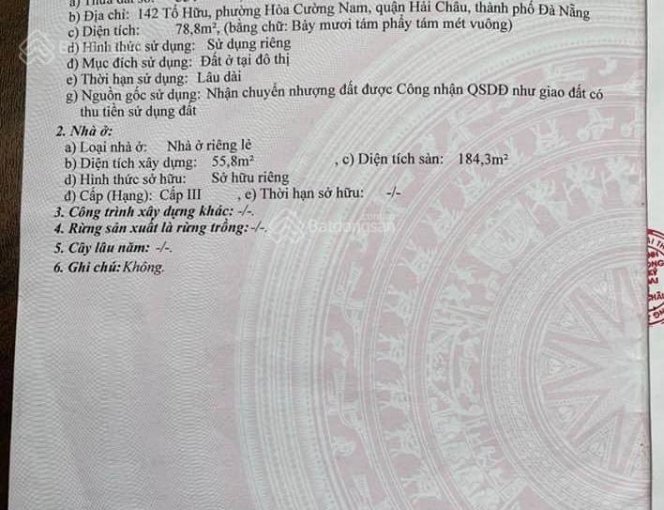 a) Thửa đất số:
b) Địa chỉ: 142 Tố Hữu, phường Hòa Cường Nam, quận Hải Châu, thành phố Đà Nẵng
c) Diện tích: 78,8m², (bằng chữ: Bảy mươi tám phẩy tám mét vuông)
d) Hình thức sử dụng: Sử dụng riêng
đ) Mục đích sử dụng: Đất ở tại đô thị
e) Thời hạn sử dụng: Lâu dài
g) Nguồn gốc sử dụng: Nhận chuyển nhượng đất được Công nhận QSDĐ như giao đất có
thu tiền sử dụng đất
2. Nhà ở:
a) Loại nhà ở: Nhà ở riêng lẻ
b) Diện tích xây dựng: 55,8m² , c) Diện tích sàn: 184,3m²
d) Hình thức sở hữu: Sở hữu riêng
đ) Cấp (Hạng): Cấp III , e) Thời hạn sở hữu: -/-
3. Công trình xây dựng khác: -/-.
4. Rừng sản xuất là rừng trồng: -/-.
Batdongsan
5. Cây lâu năm: -/-.
6. Ghi chú: Không.